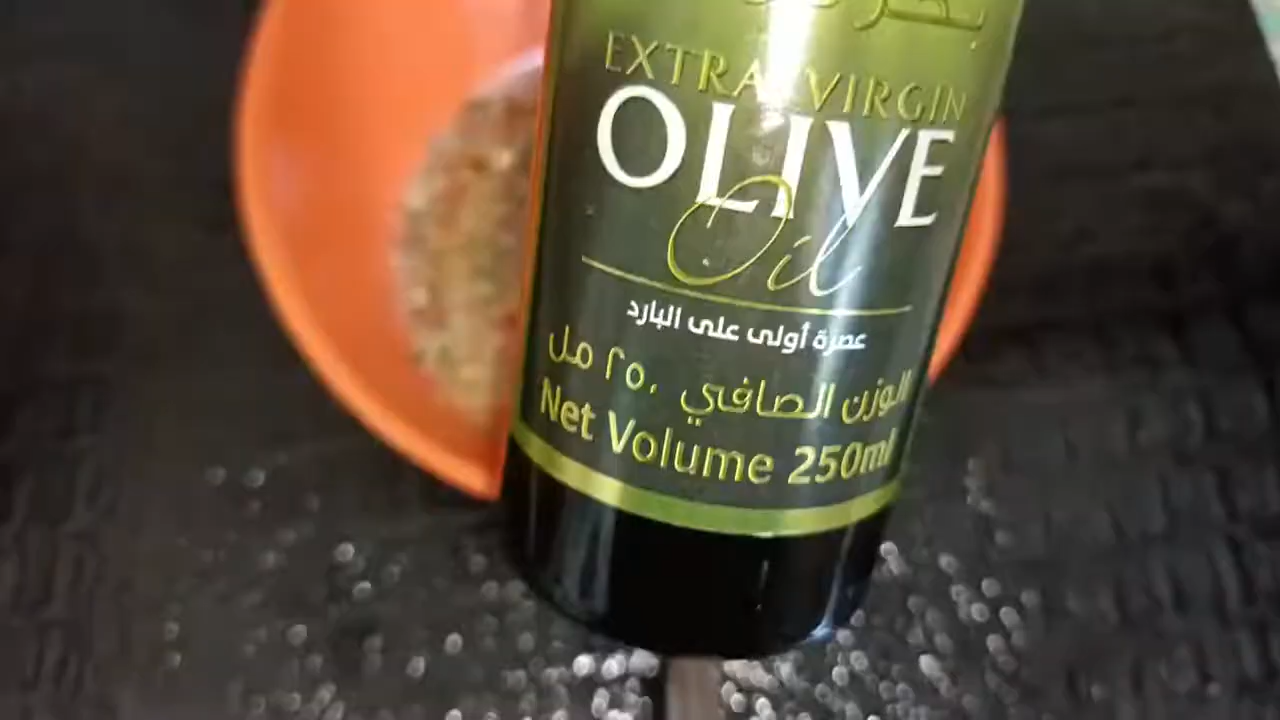 EXTRA VIRGIN
OLIVE
Oil
عصرة أولى على البارد
الوزن الصافي ٢٥٠ مل
Net Volume 250ml